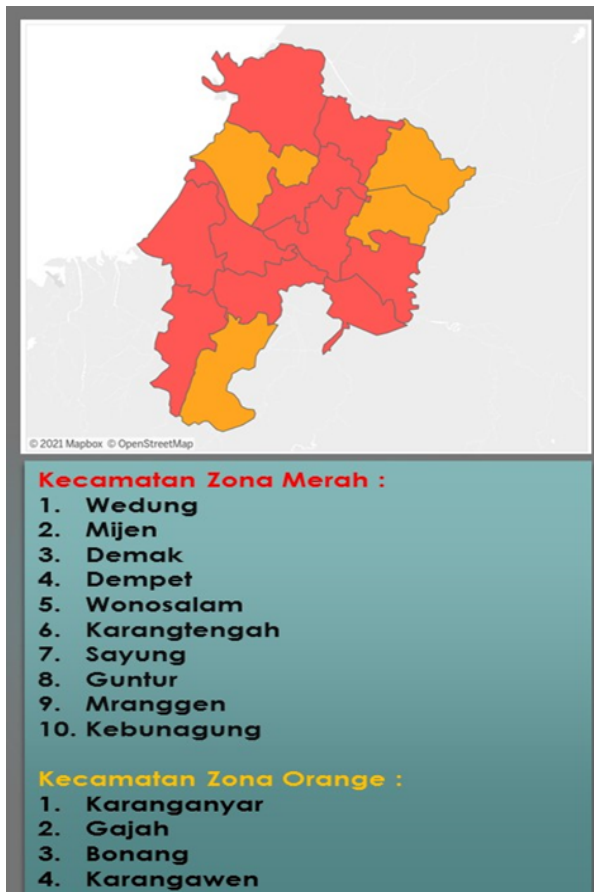 © 2021 Mapbox © OpenStreetMap
Kecamatan Zona Merah :
1. Wedung
2. Mijen
3. Demak
4. Dempet
5. Wonosalam
6. Karangtengah
7. Sayung
8. Guntur
9. Mranggen
10. Kebunagung
Kecamatan Zona Orange :
1. Karanganyar
2. Gajah
3. Bonang
4. Karangawen